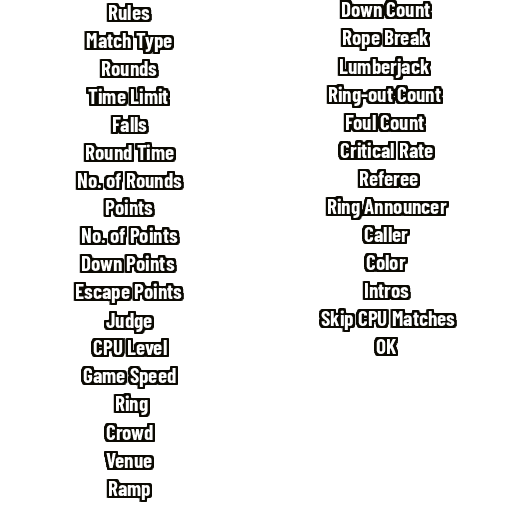 Rules
Match Type
Rounds
Time Limit
Falls
Round Time
No. of Rounds
Points
No. of Points
Down Points
Escape Points
Judge
CPU Level
Game Speed
Ring
Crowd
Venue
Ramp
Down Count
Rope Break
Lumberjack
Ring-out Count
Foul Count
Critical Rate
Referee
Ring Announcer
Caller
Color
Intros
Skip CPU Matches
OK